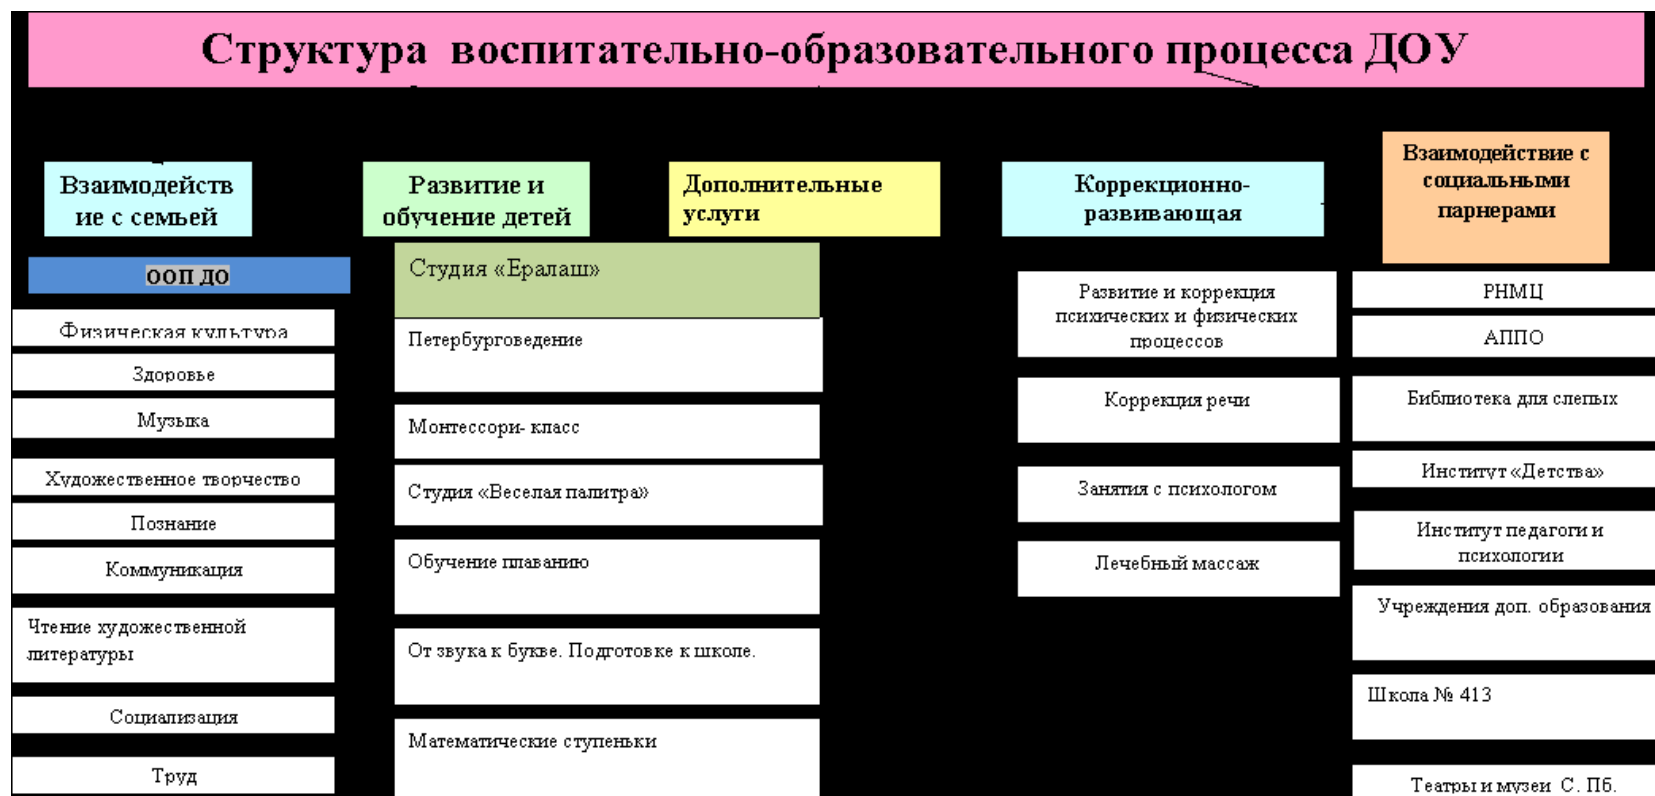 Структура воспитательно-образовательного процесса ДОУ
Взаимодейств
ие с семьей
Развитие и
обучение детей
Дополнительные
услуги
Коррекционно-
развивающая
Взаимодействие с
социальными
парнерами
ООП ДО
Физическая культура
Здоровье
Музыка
Художественное творчество
Познание
Коммуникация
Чтение художественной
литературы
Социализация
Труд
Студия «Ералаш»
Петербурговедение
Монтессори- класс
Студия «Веселая палитра»
Обучение плаванию
От звука к букве. Подготовке к школе.
Математические ступеньки
Развитие и коррекция
психических и физических
процессов
Коррекция речи
Занятия с психологом
Лечебный массаж
РНМЦ
АППО
Библиотека для слепых
Институт «Детства»
Институт педагоги и
психологии
Учреждения доп. образования
Школа № 413
Театры и музеи С. Пб.